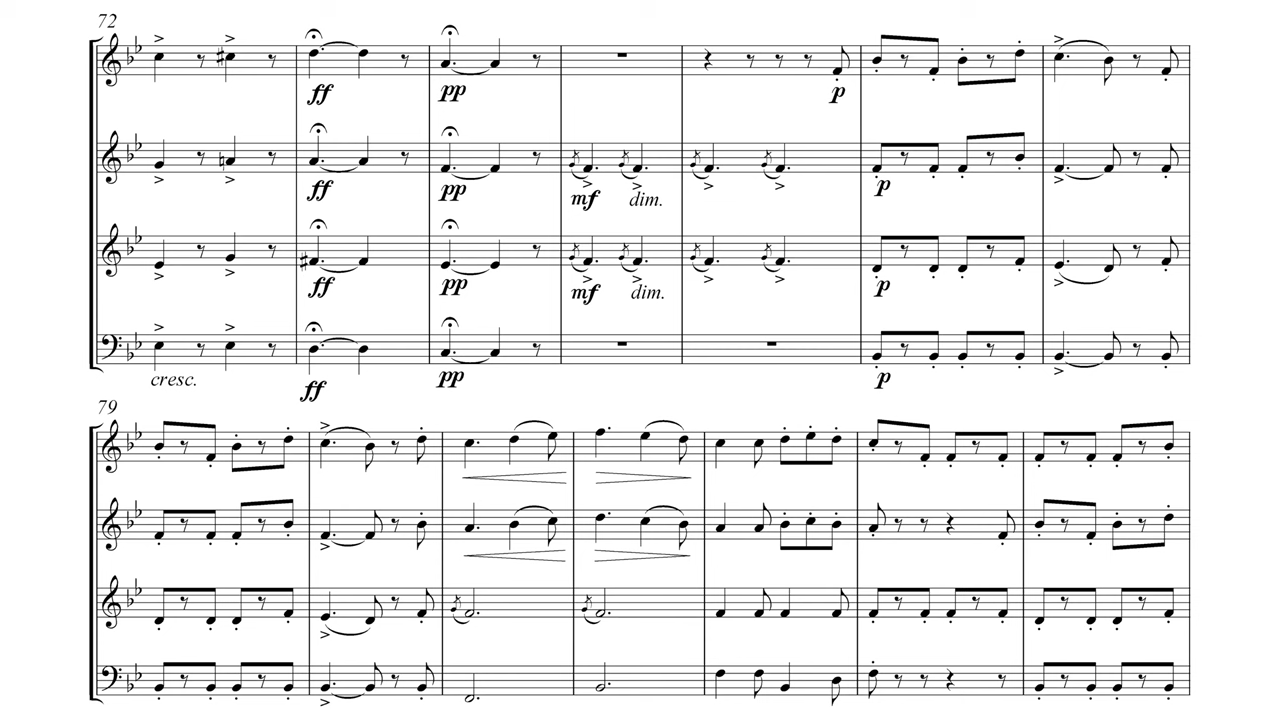 72
ff pp p
ff pp mf dim. p
ff pp mf dim. p
cresc. ff pp p
79